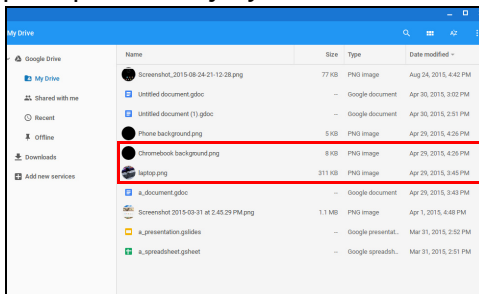 My Drive
Google Drive
My Drive
Shared with me
Recent
Offline
Downloads
Add new services
Name Size Type Date modified
Screenshot_2015-08-24-21-12-28.png 77 KB PNG image Aug 24, 2015, 4:42 PM
Untitled document.gdoc -- Google document Apr 30, 2015, 3:02 PM
Untitled document (1).gdoc -- Google document Apr 30, 2015, 2:51 PM
Phone background.png 5 KB PNG image Apr 29, 2015, 4:26 PM
Chromebook background.png 8 KB PNG image Apr 29, 2015, 4:26 PM
laptop.png 311 KB PNG image Apr 29, 2015, 3:45 PM
a_document.gdoc -- Google document Apr 29, 2015, 3:43 PM
Screenshot 2015-03-31 at 2.45.29 PM.png 1.1 MB PNG image Apr 1, 2015, 4:48 PM
a_presentation.gslides -- Google presentat... Mar 31, 2015, 2:52 PM
a_spreadsheet.gsheet -- Google spreadsh... Mar 31, 2015, 2:51 PM